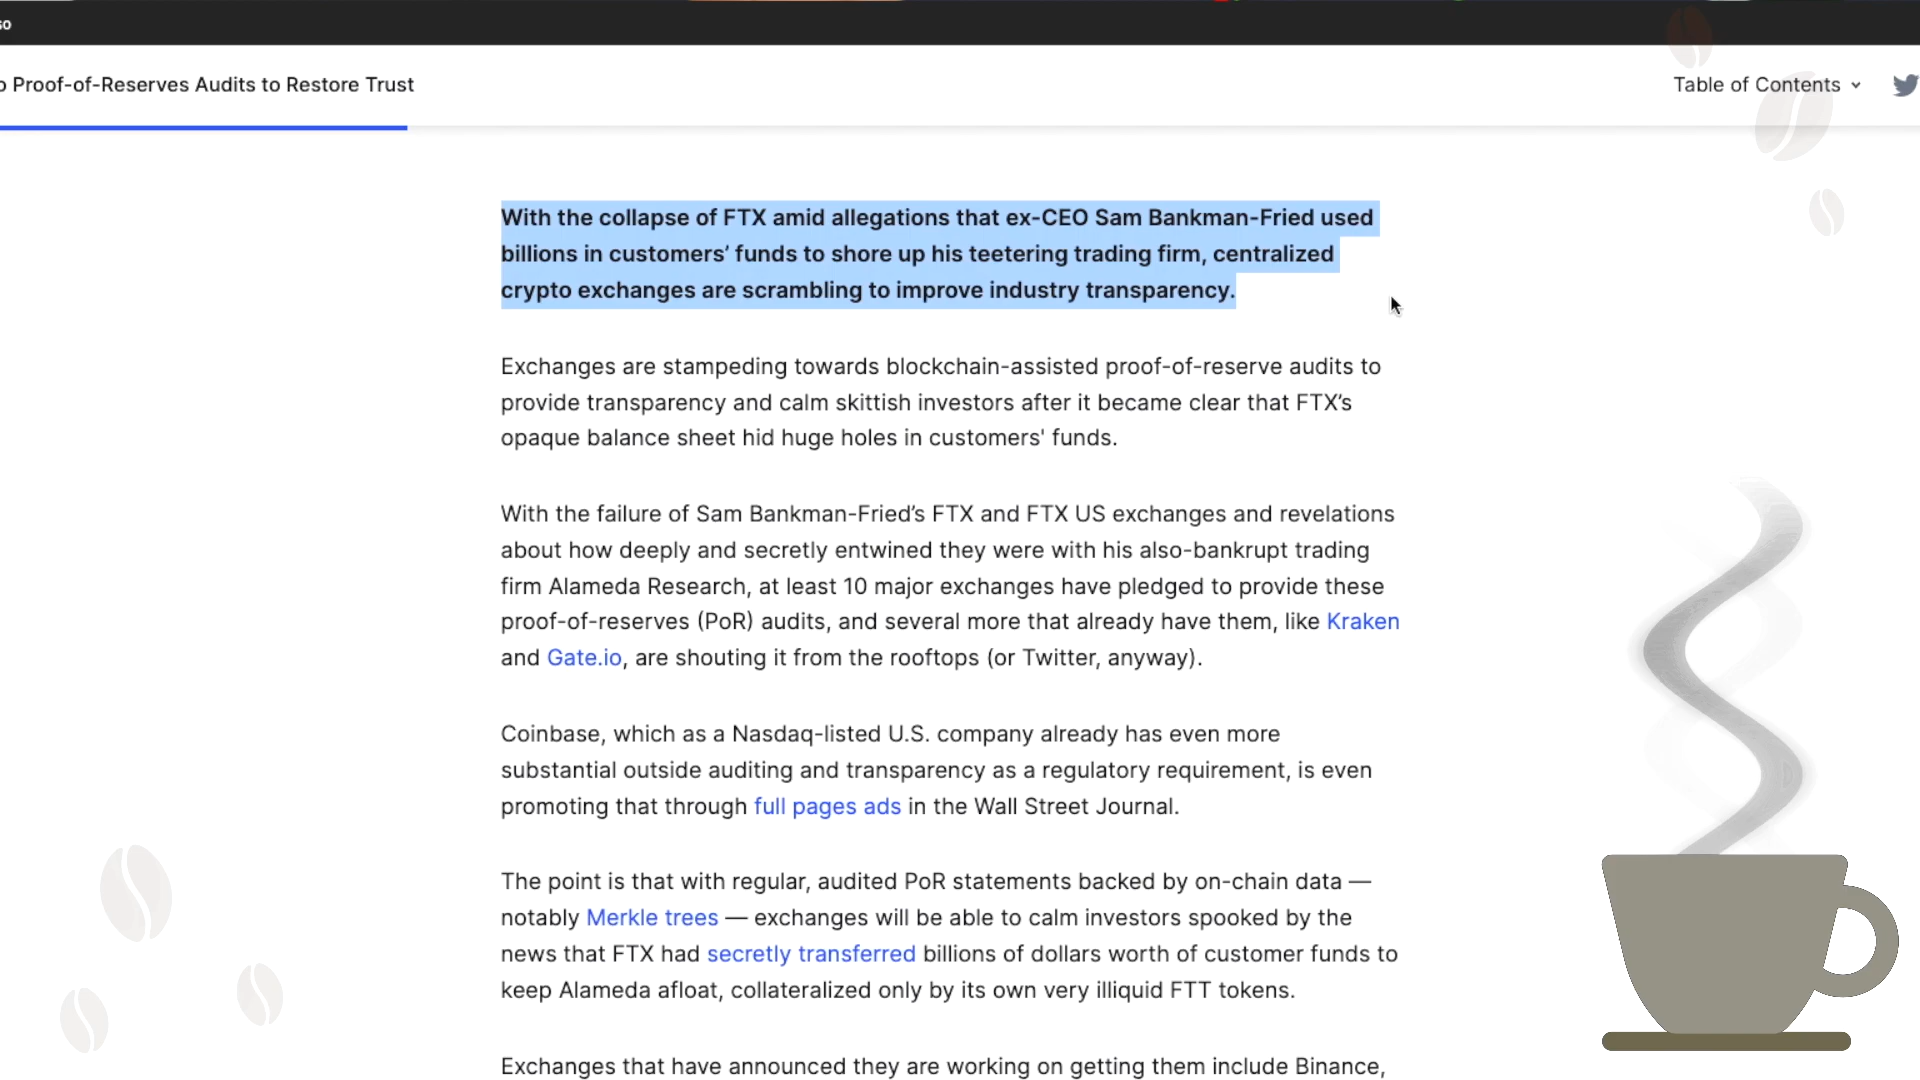 so
o Proof-of-Reserves Audits to Restore Trust
Table of Contents
With the collapse of FTX amid allegations that ex-CEO Sam Bankman-Fried used
billions in customers’ funds to shore up his teetering trading firm, centralized
crypto exchanges are scrambling to improve industry transparency.
Exchanges are stampeding towards blockchain-assisted proof-of-reserve audits to
provide transparency and calm skittish investors after it became clear that FTX’s
opaque balance sheet hid huge holes in customers' funds.
With the failure of Sam Bankman-Fried’s FTX and FTX US exchanges and revelations
about how deeply and secretly entwined they were with his also-bankrupt trading
firm Alameda Research, at least 10 major exchanges have pledged to provide these
proof-of-reserves (PoR) audits, and several more that already have them, like Kraken
and Gate.io, are shouting it from the rooftops (or Twitter, anyway).
Coinbase, which as a Nasdaq-listed U.S. company already has even more
substantial outside auditing and transparency as a regulatory requirement, is even
promoting that through full pages ads in the Wall Street Journal.
The point is that with regular, audited PoR statements backed by on-chain data —
notably Merkle trees — exchanges will be able to calm investors spooked by the
news that FTX had secretly transferred billions of dollars worth of customer funds to
keep Alameda afloat, collateralized only by its own very illiquid FTT tokens.
Exchanges that have announced they are working on getting them include Binance,